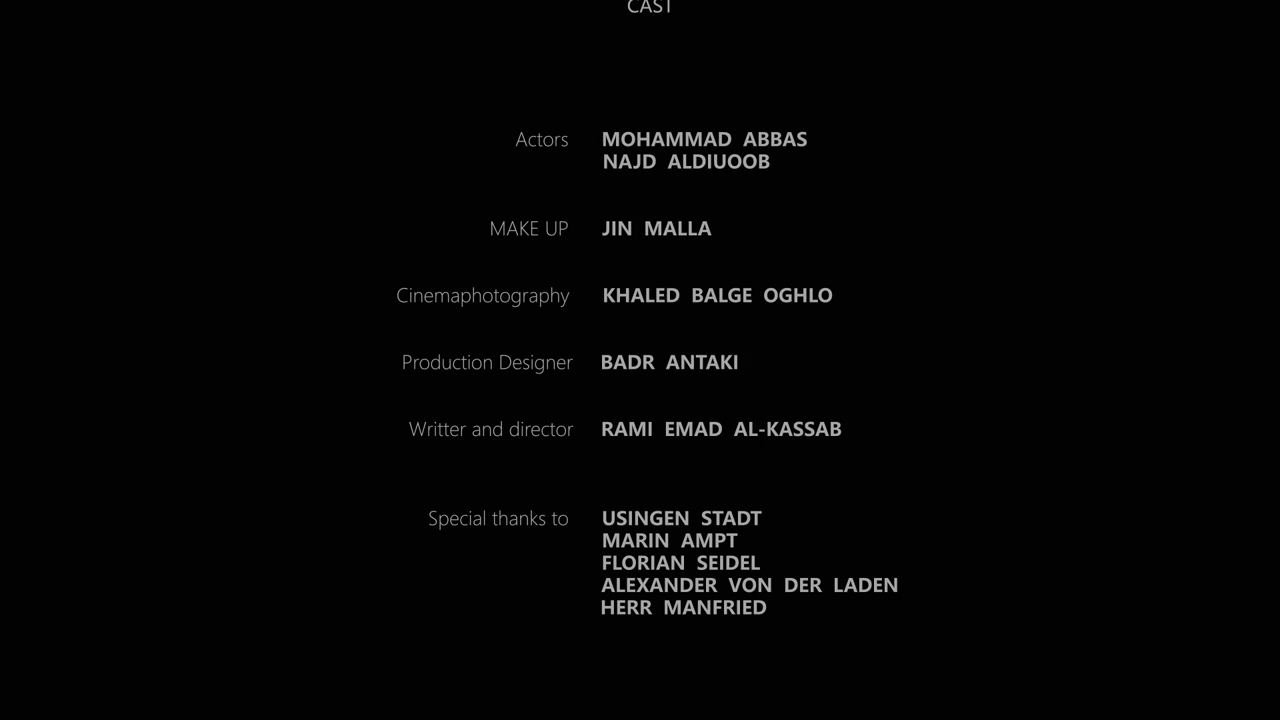 CAST
Actors MOHAMMAD ABBAS
NAJD ALDIUOOB
MAKE UP JIN MALLA
Cinemaphotography KHALED BALGE OGHLO
Production Designer BADR ANTAKI
Writter and director RAMI EMAD AL-KASSAB
Special thanks to USINGEN STADT
MARIN AMPT
FLORIAN SEIDEL
ALEXANDER VON DER LADEN
HERR MANFRIED